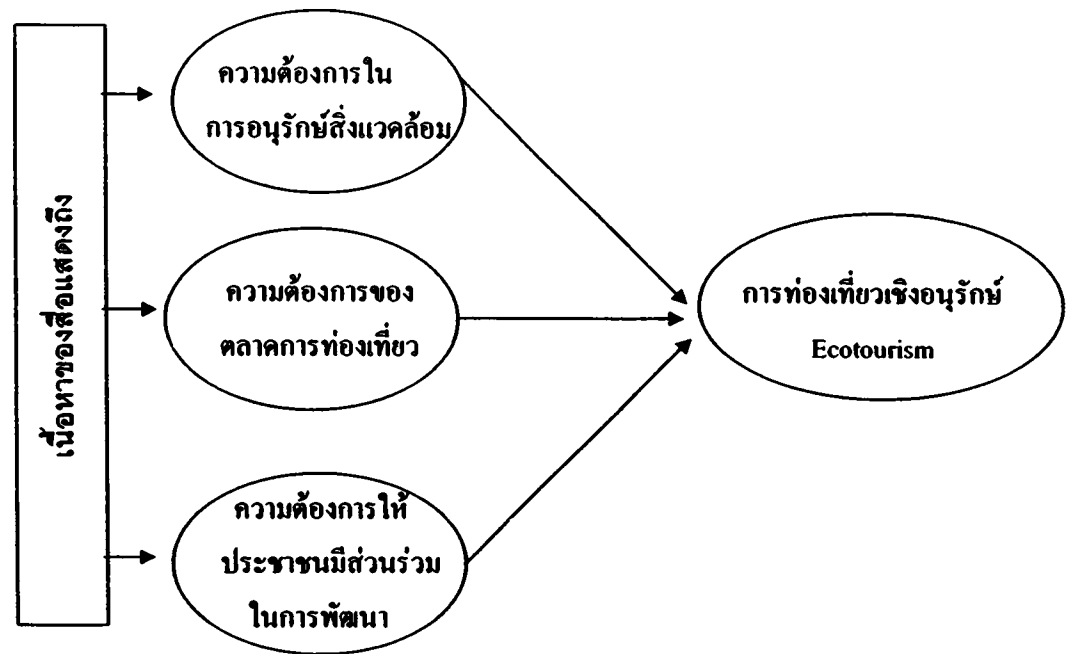 เนื้อหาของสื่อแสดงถึง
ความต้องการใน
การอนุรักษ์สิ่งแวดล้อม
ความต้องการของ
ตลาดการท่องเที่ยว
ความต้องการให้
ประชาชนมีส่วนร่วม
ในการพัฒนา
การท่องเที่ยวเชิงอนุรักษ์
Ecotourism